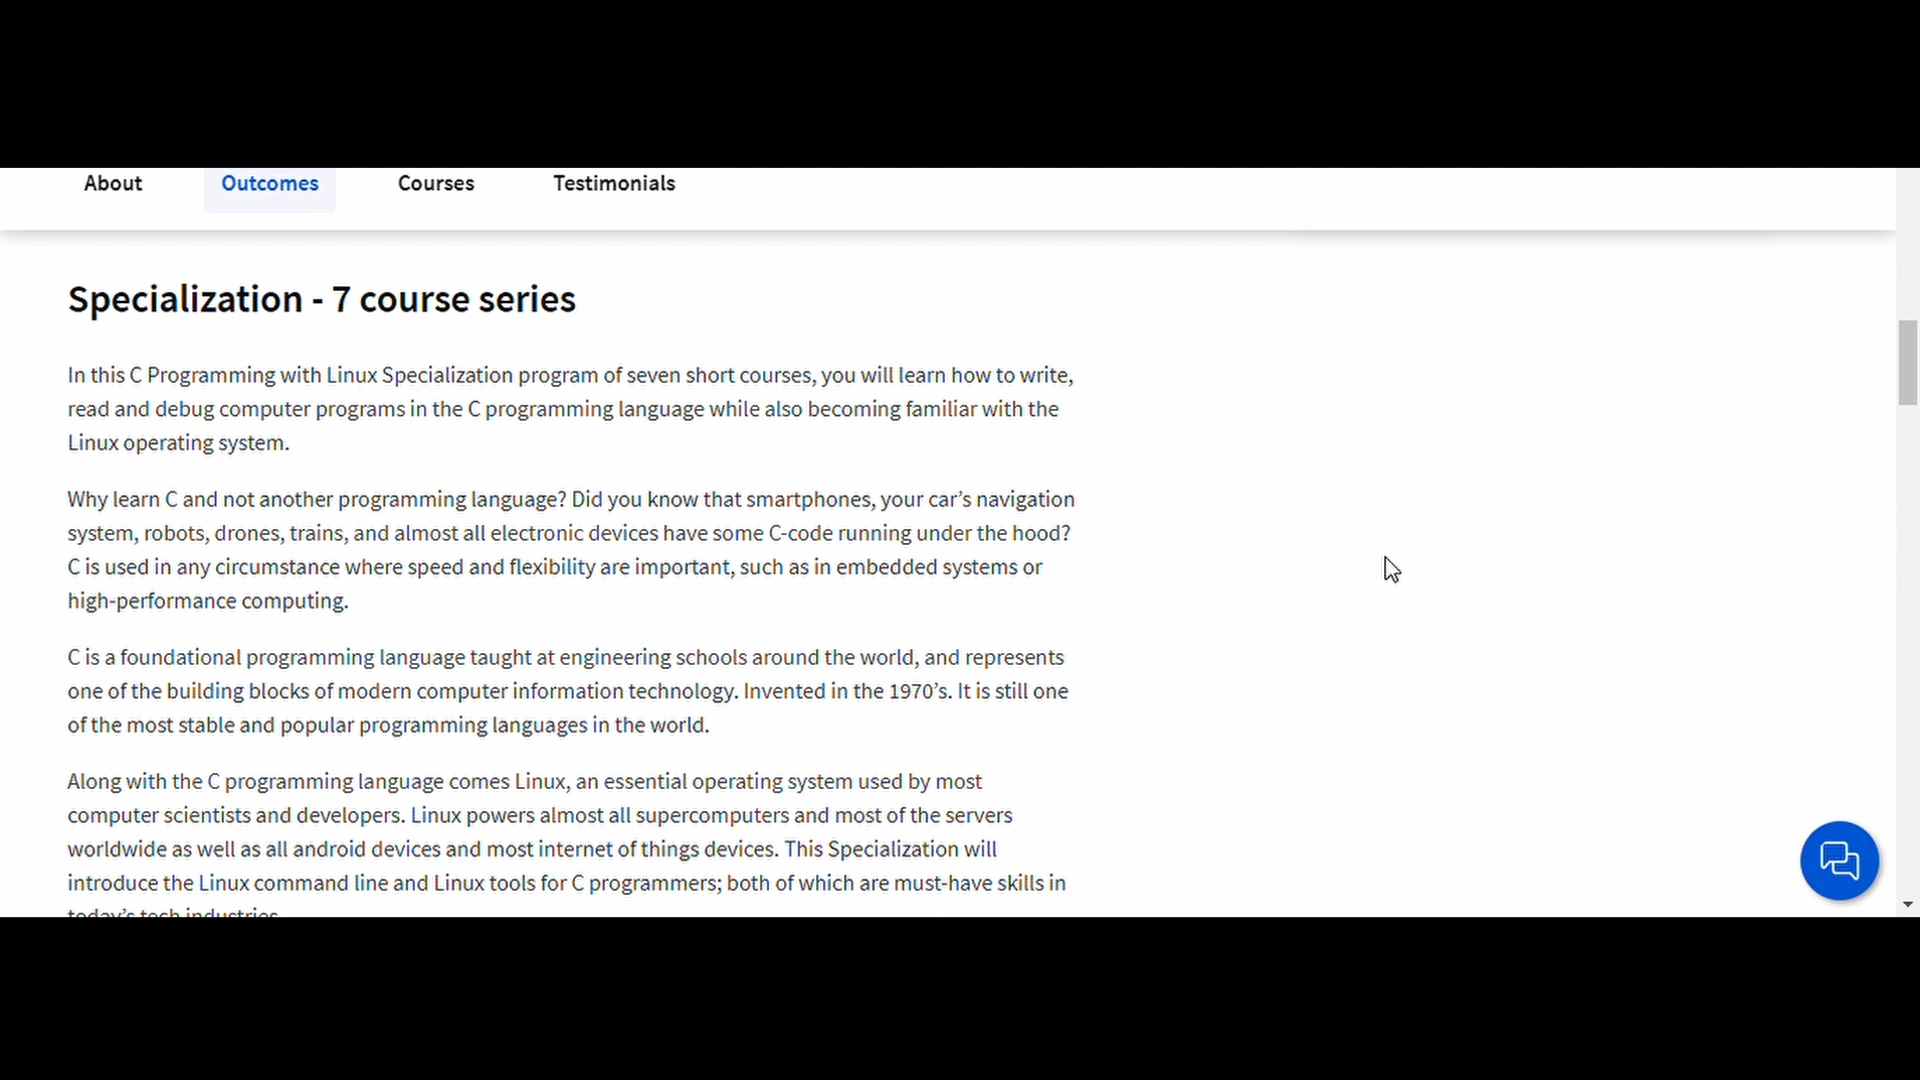 About Outcomes Courses Testimonials
Specialization - 7 course series
In this C Programming with Linux Specialization program of seven short courses, you will learn how to write,
read and debug computer programs in the C programming language while also becoming familiar with the
Linux operating system.
Why learn C and not another programming language? Did you know that smartphones, your car’s navigation
system, robots, drones, trains, and almost all electronic devices have some C-code running under the hood?
C is used in any circumstance where speed and flexibility are important, such as in embedded systems or
high-performance computing.
C is a foundational programming language taught at engineering schools around the world, and represents
one of the building blocks of modern computer information technology. Invented in the 1970’s. It is still one
of the most stable and popular programming languages in the world.
Along with the C programming language comes Linux, an essential operating system used by most
computer scientists and developers. Linux powers almost all supercomputers and most of the servers
worldwide as well as all android devices and most internet of things devices. This Specialization will
introduce the Linux command line and Linux tools for C programmers; both of which are must-have skills in
today’s tech industries.